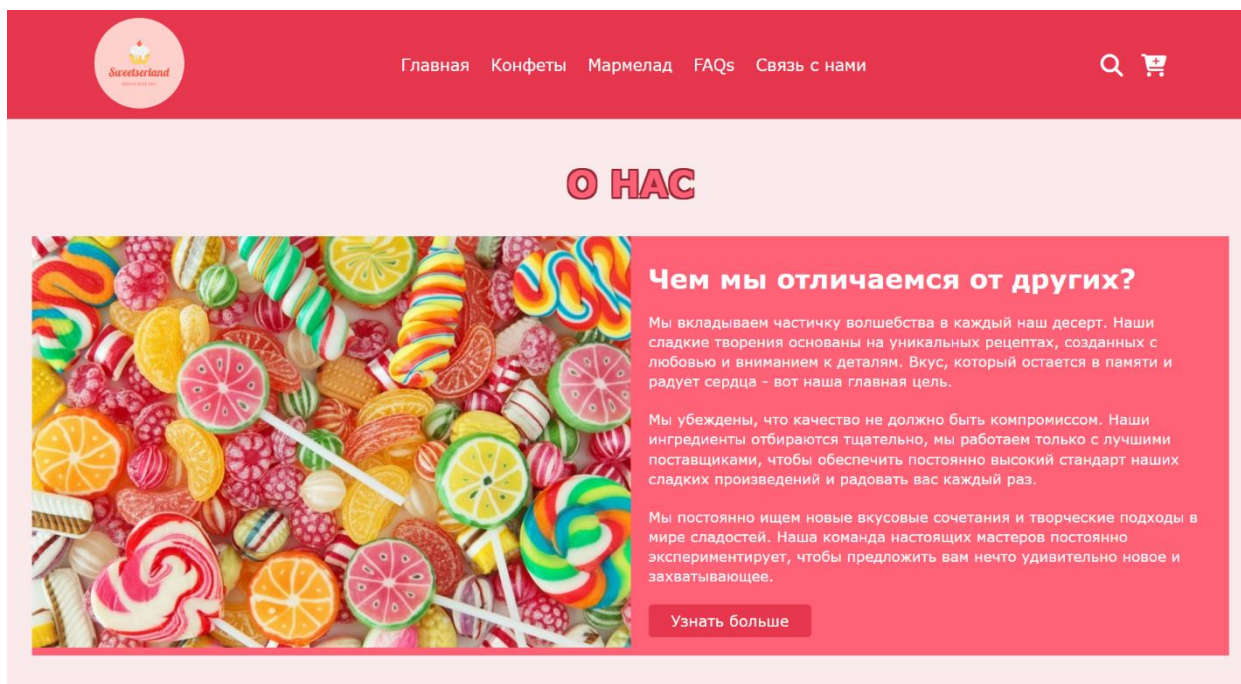 Sweetserland
Главная Конфеты Мармелад FAQs Связь с нами
О НАС
Чем мы отличаемся от других?
Мы вкладываем частичку волшебства в каждый наш десерт. Наши
сладкие творения основаны на уникальных рецептах, созданных с
любовью и вниманием к деталям. Вкус, который остается в памяти и
радует сердца - вот наша главная цель.
Мы убеждены, что качество не должно быть компромиссом. Наши
ингредиенты отбираются тщательно, мы работаем только с лучшими
поставщиками, чтобы обеспечить постоянно высокий стандарт наших
сладких произведений и радовать вас каждый раз.
Мы постоянно ищем новые вкусовые сочетания и творческие подходы в
мире сладостей. Наша команда настоящих мастеров постоянно
экспериментирует, чтобы предложить вам нечто удивительно новое и
захватывающее.
Узнать больше